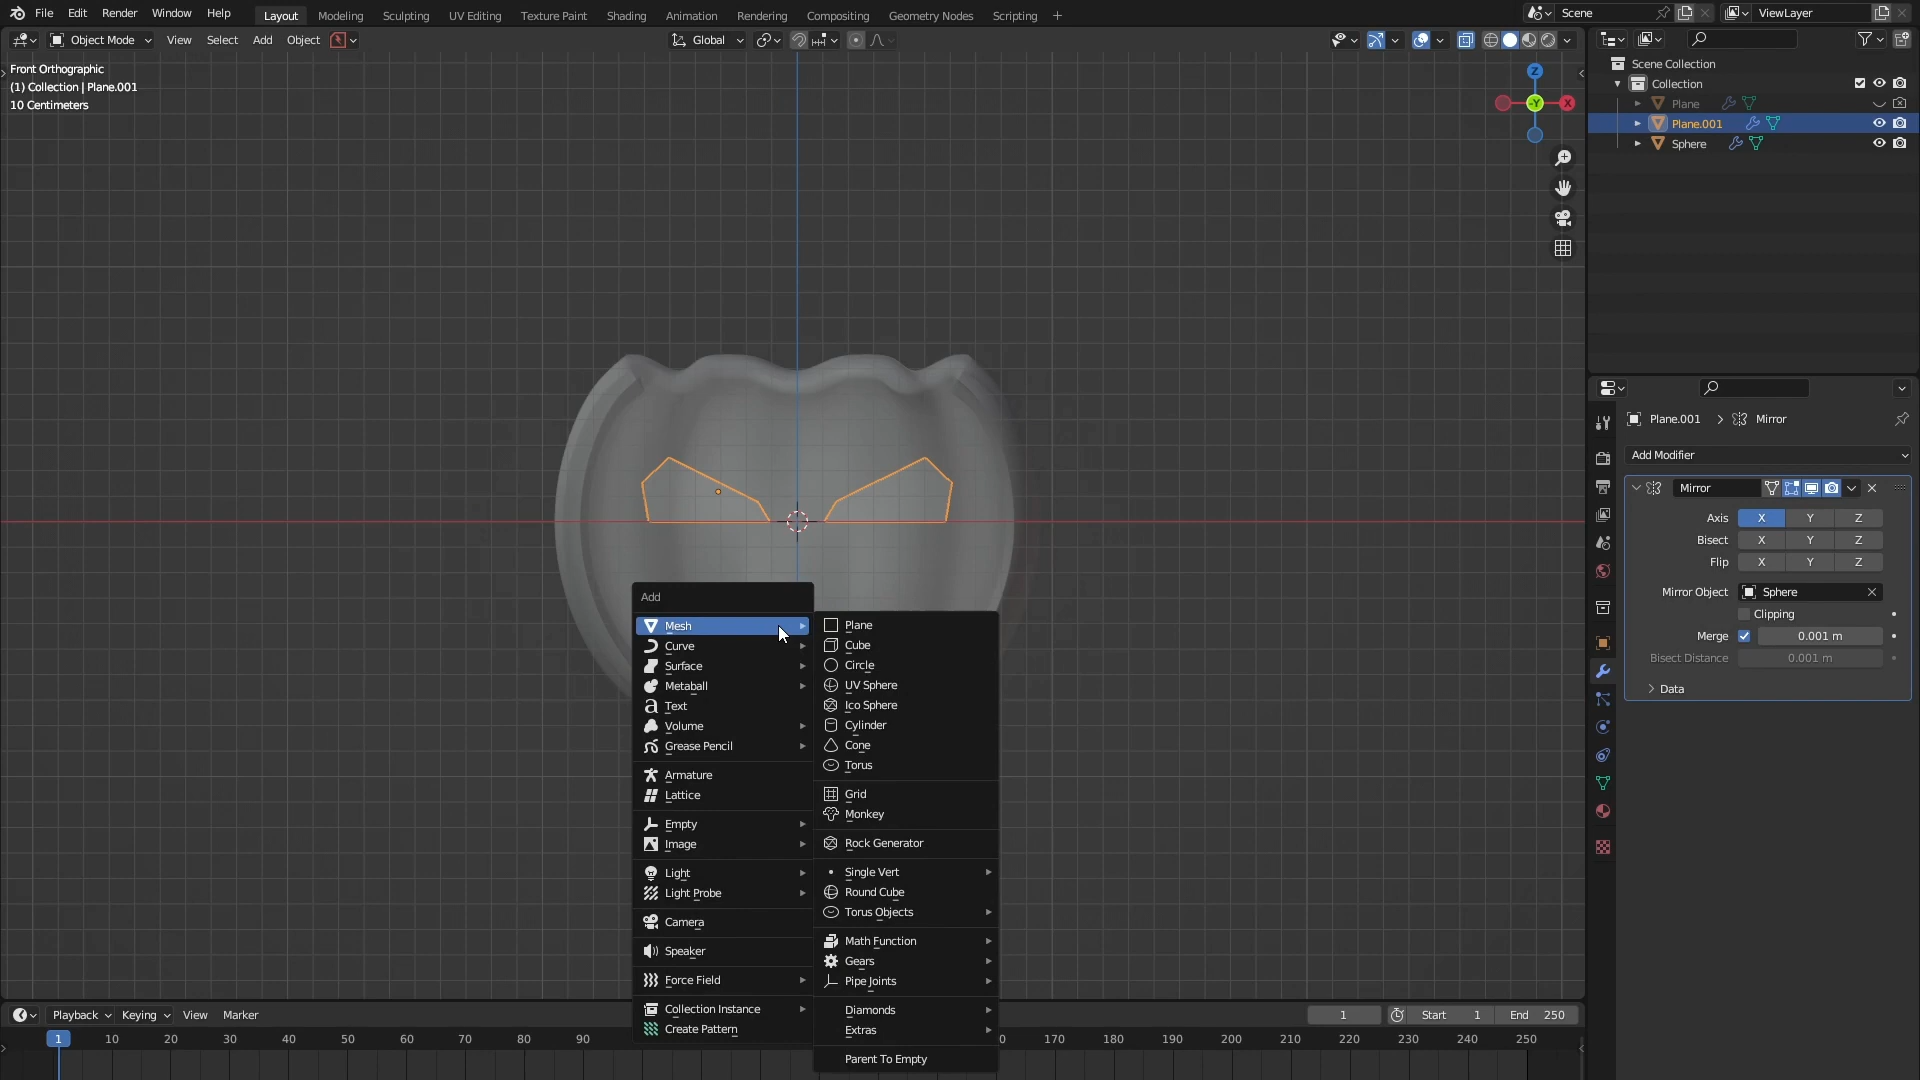 File Edit Render Window Help Layout Modeling Sculpting UV Editing Texture Paint Shading Animation Rendering Compositing Geometry Nodes Scripting + Scene ViewLayer
Object Mode View Select Add Object Global
Front Orthographic
(1) Collection | Plane.001
10 Centimeters
Z
-Y X
Scene Collection
Collection
Plane
Plane.001
Sphere
Plane.001 > Mirror
Add Modifier
Mirror
Axis X Y Z
Bisect X Y Z
Flip X Y Z
Mirror Object Sphere
Clipping
Merge 0.001 m
Bisect Distance 0.001 m
Data
Add
Mesh
Curve
Surface
Metaball
Text
Volume
Grease Pencil
Armature
Lattice
Empty
Image
Light
Light Probe
Camera
Speaker
Force Field
Collection Instance
Create Pattern
Plane
Cube
Circle
UV Sphere
Ico Sphere
Cylinder
Cone
Torus
Grid
Monkey
Rock Generator
Single Vert
Round Cube
Torus Objects
Math Function
Gears
Pipe Joints
Diamonds
Extras
Parent To Empty
Playback Keying View Marker 1 Start 1 End 250
1 10 20 30 40 50 60 70 80 90 0 170 180 190 200 210 220 230 240 250